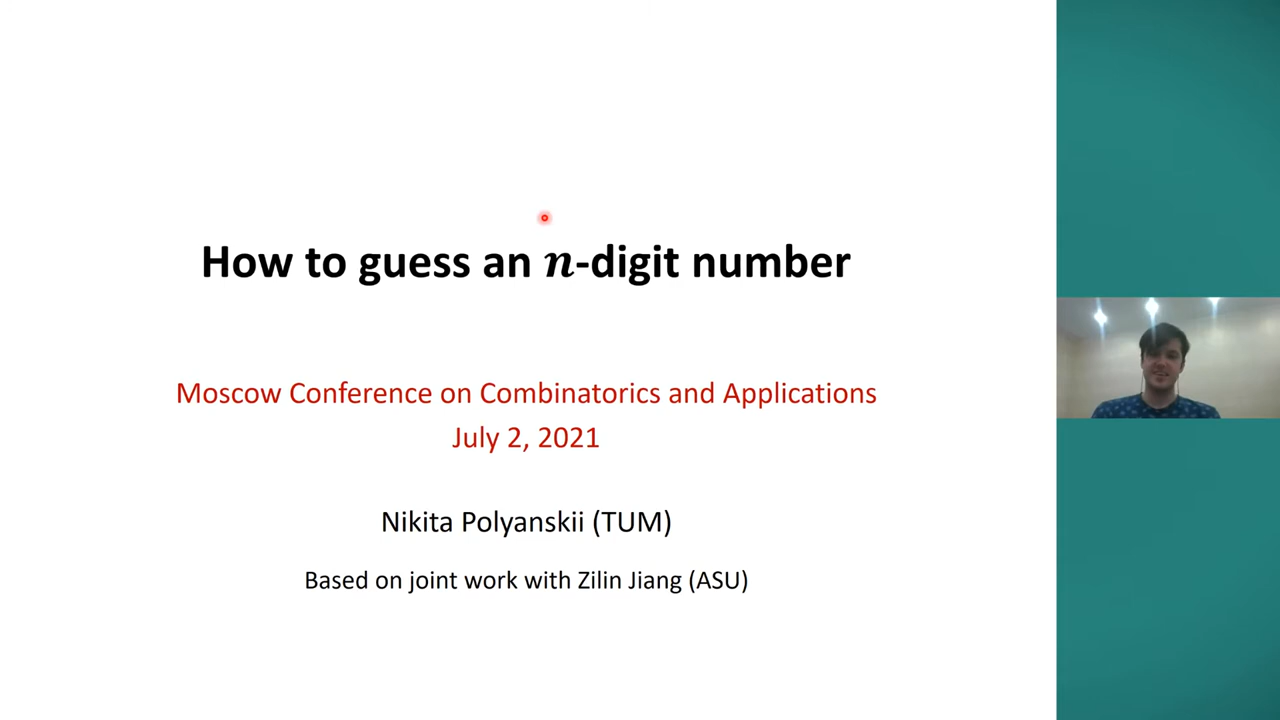 How to guess an n-digit number
Moscow Conference on Combinatorics and Applications
July 2, 2021
Nikita Polyanskii (TUM)
Based on joint work with Zilin Jiang (ASU)